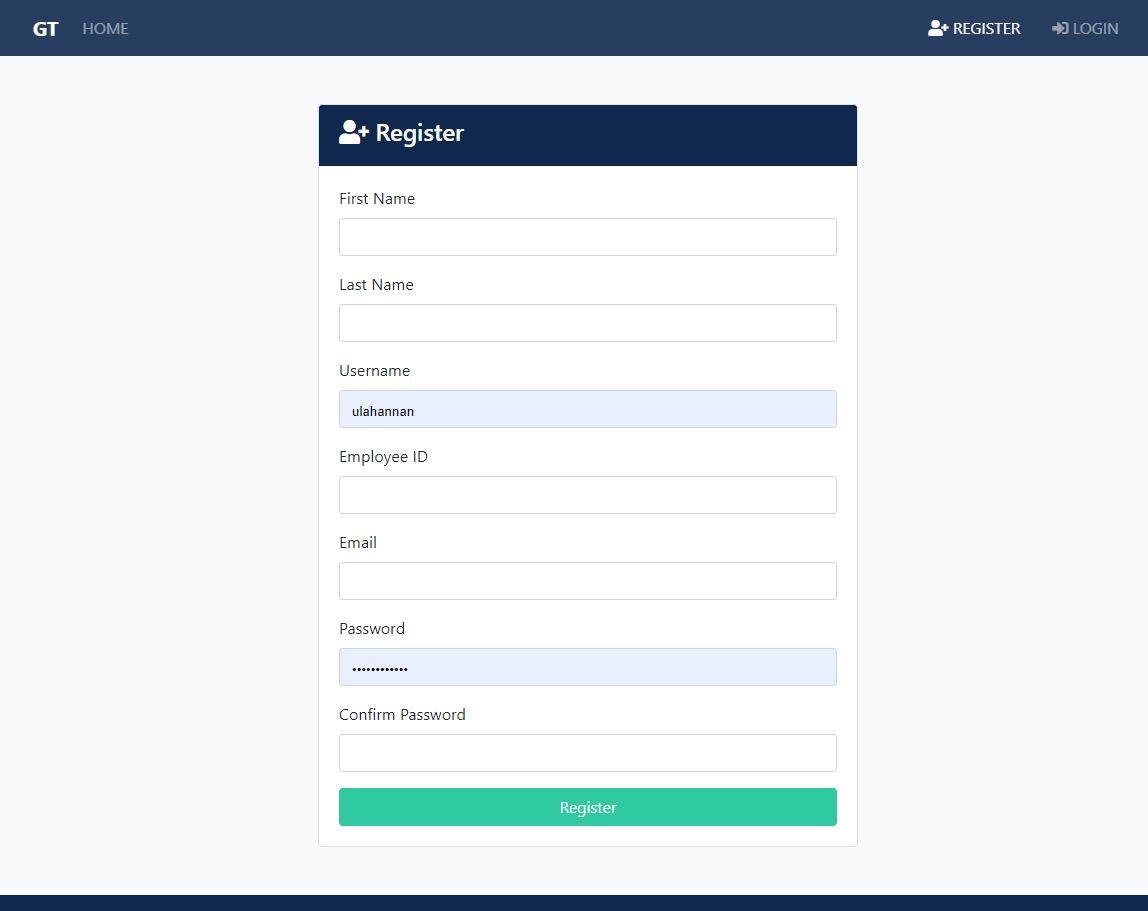 GT HOME REGISTER LOGIN
Register
First Name
Last Name
Username
ulahannan
Employee ID
Email
Password
••••••••••••
Confirm Password
Register